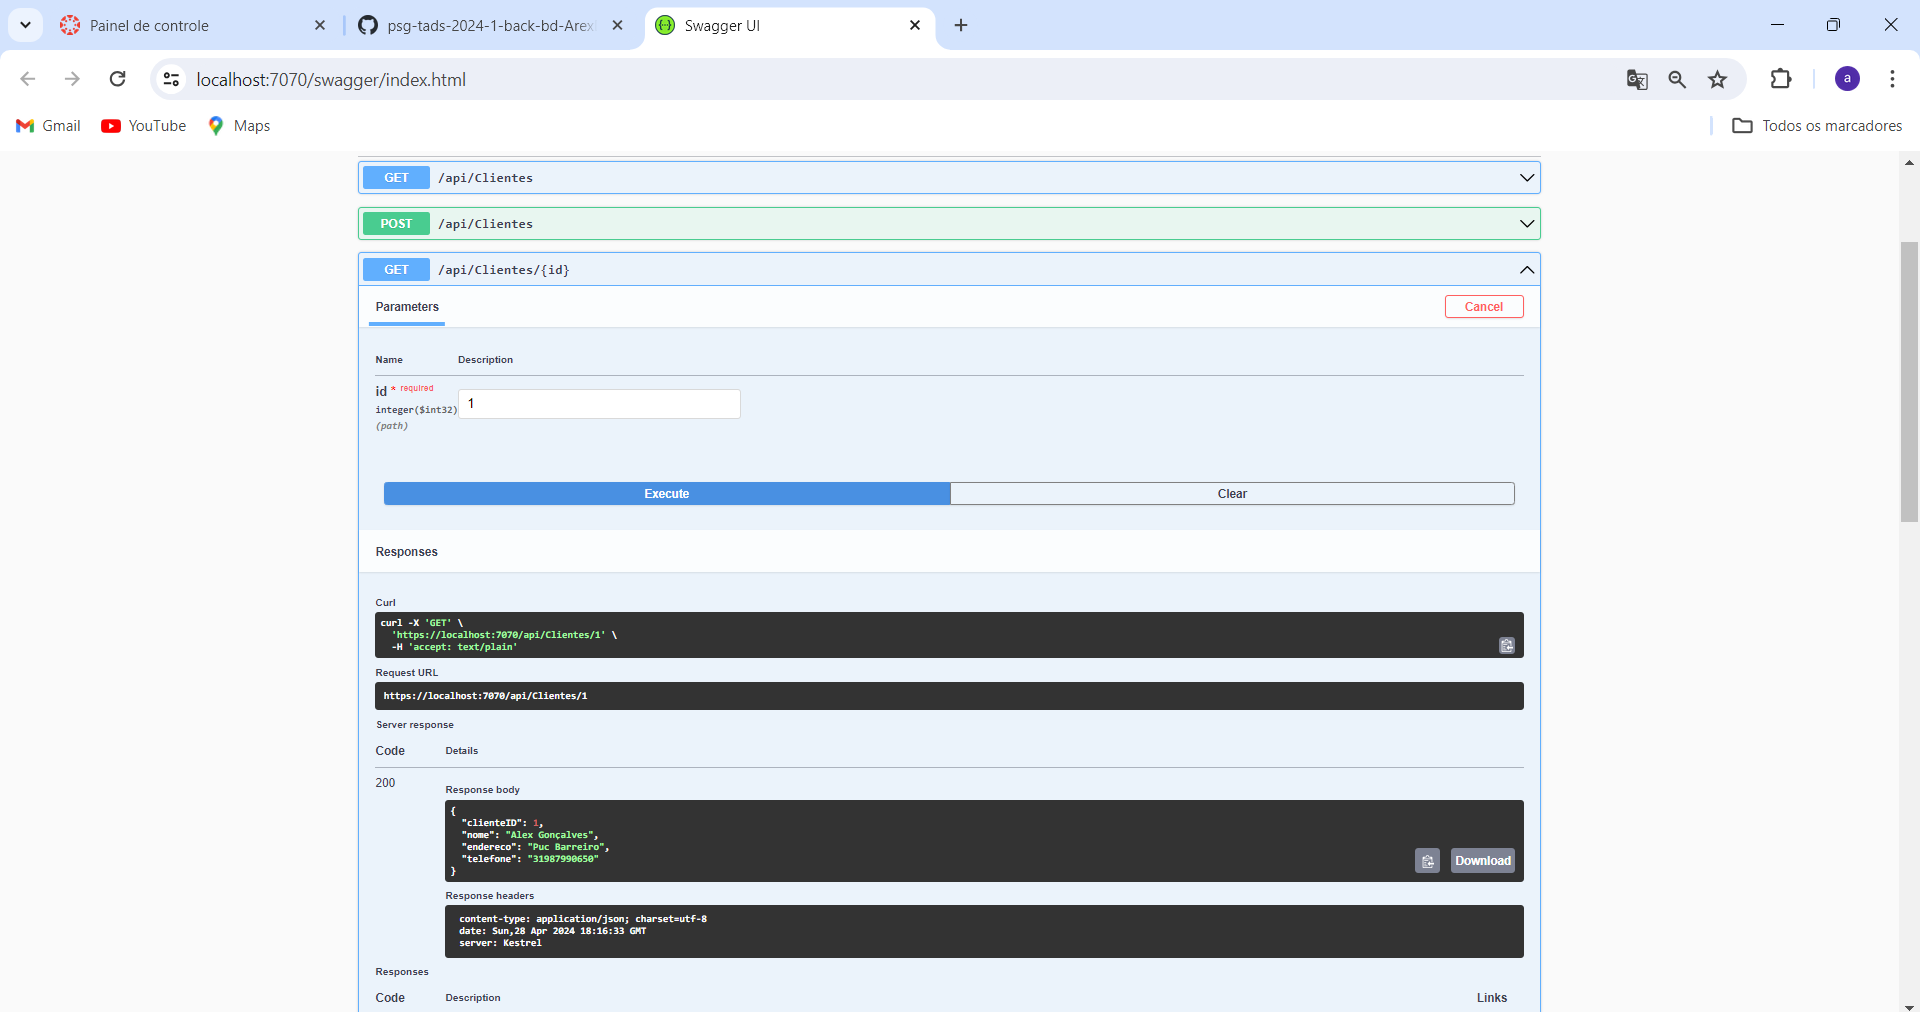 Painel de controle
psg-tads-2024-1-back-bd-Arex
Swagger UI
localhost:7070/swagger/index.html
a
Gmail
YouTube
Maps
Todos os marcadores
GET /api/Clientes
POST /api/Clientes
GET /api/Clientes/{id}
Parameters
Cancel
Name Description
id * required
integer($int32)
(path)
1
Execute
Clear
Responses
Curl
curl -X 'GET' \
'https://localhost:7070/api/Clientes/1' \
-H 'accept: text/plain'
Request URL
https://localhost:7070/api/Clientes/1
Server response
Code Details
200
Response body
{
"clienteID": 1,
"nome": "Alex Gonçalves",
"endereco": "Puc Barreiro",
"telefone": "31987990650"
}
Download
Response headers
content-type: application/json; charset=utf-8
date: Sun,28 Apr 2024 18:16:33 GMT
server: Kestrel
Responses
Code Description Links